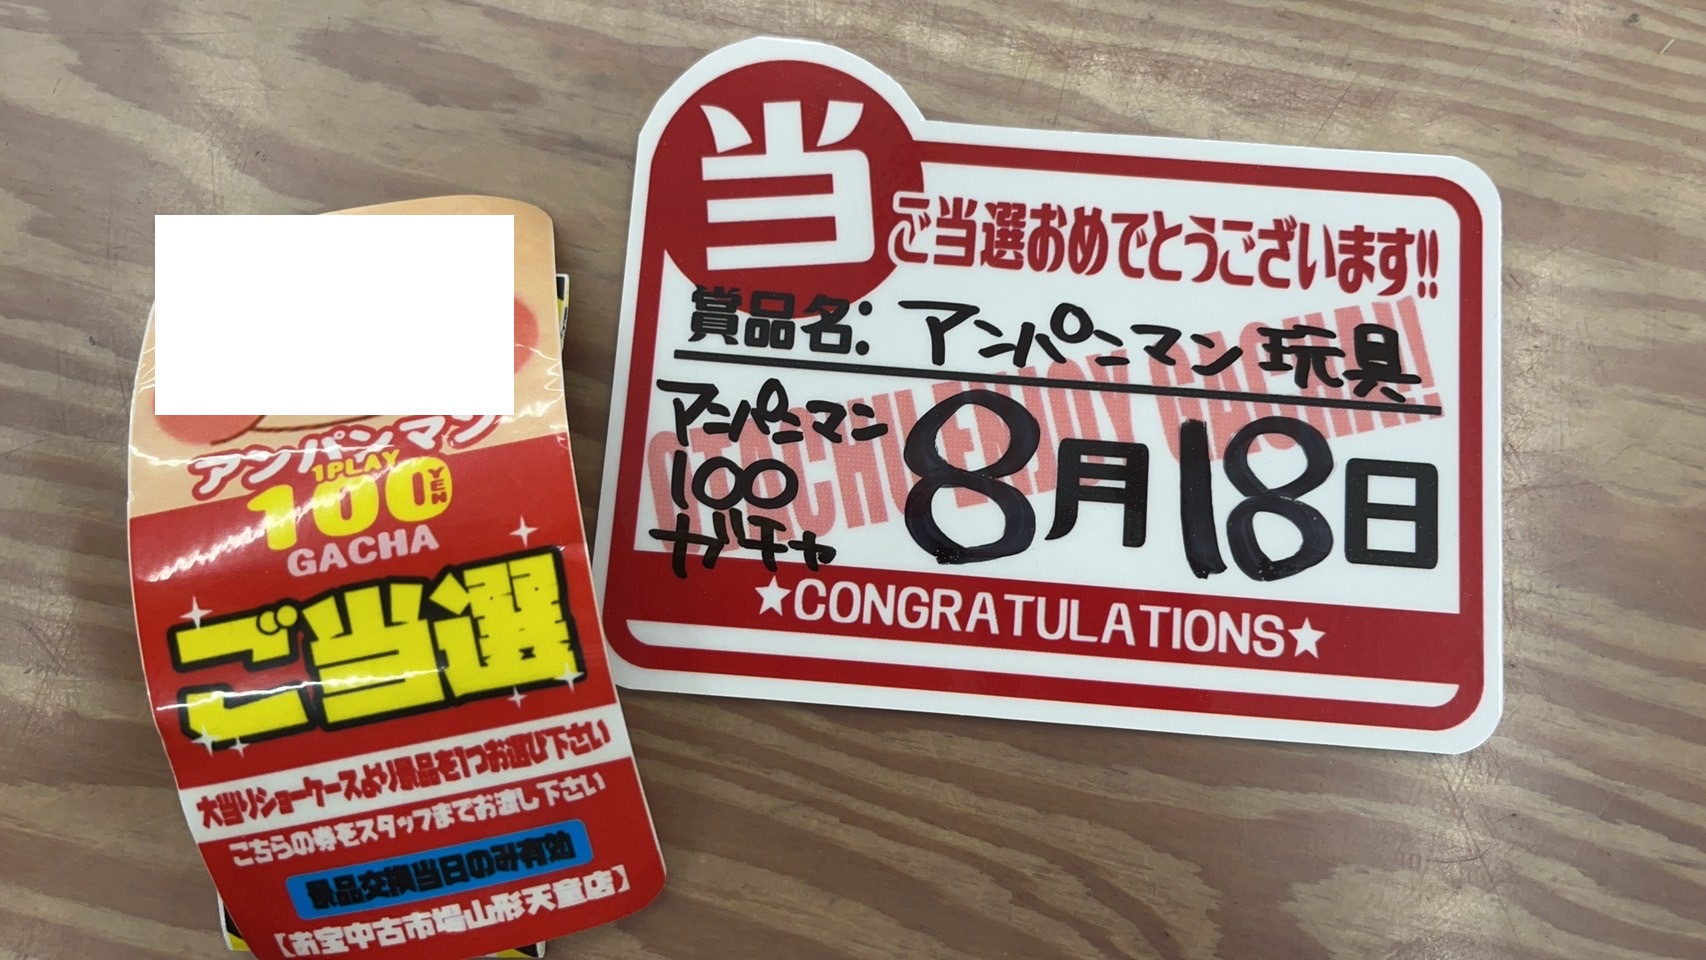 アンパンマン
1PLAY
100 YEN
GACHA
ご当選
大当りショーケースより景品を1つお選び下さい
こちらの券をスタッフまでお渡し下さい
景品交換当日のみ有効
【お宝中古市場山形天童店】
当
ご当選おめでとうございます!!
賞品名:アンパンマン玩具
アンパンマン
100
ガチャ
8月18日
★CONGRATULATIONS★